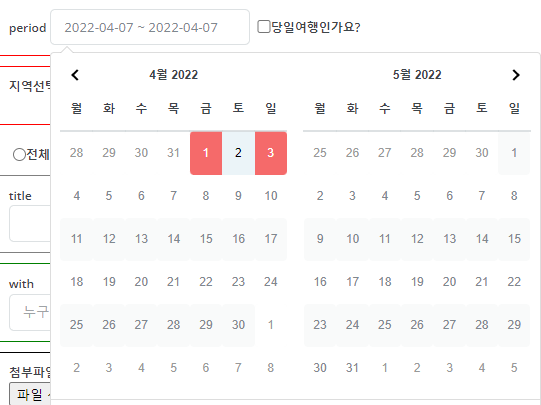 period 2022-04-07 ~ 2022-04-07 당일여행인가요?
지역선택
전체
title
with
누구
첨부파일
파일
4월 2022
월 화 수 목 금 토 일
28 29 30 31 1 2 3
4 5 6 7 8 9 10
11 12 13 14 15 16 17
18 19 20 21 22 23 24
25 26 27 28 29 30 1
2 3 4 5 6 7 8
5월 2022
월 화 수 목 금 토 일
25 26 27 28 29 30 1
2 3 4 5 6 7 8
9 10 11 12 13 14 15
16 17 18 19 20 21 22
23 24 25 26 27 28 29
30 31 1 2 3 4 5